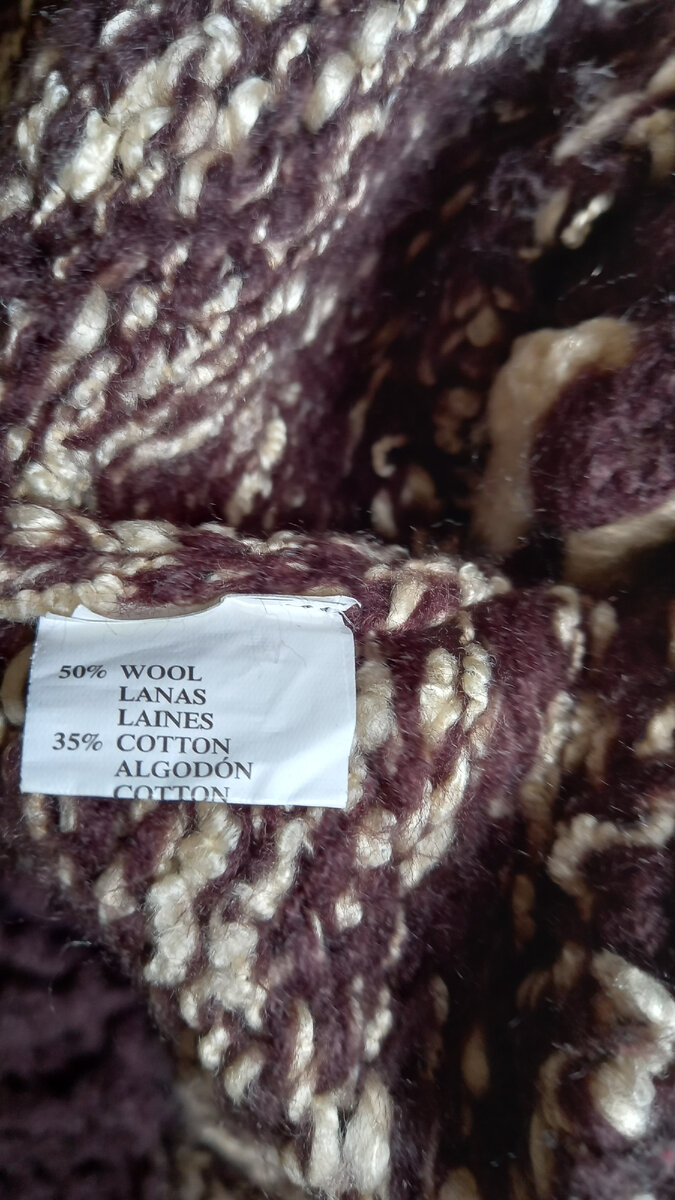 50% WOOL
LANAS
LAINES
35% COTTON
ALGODÓN
COTTON